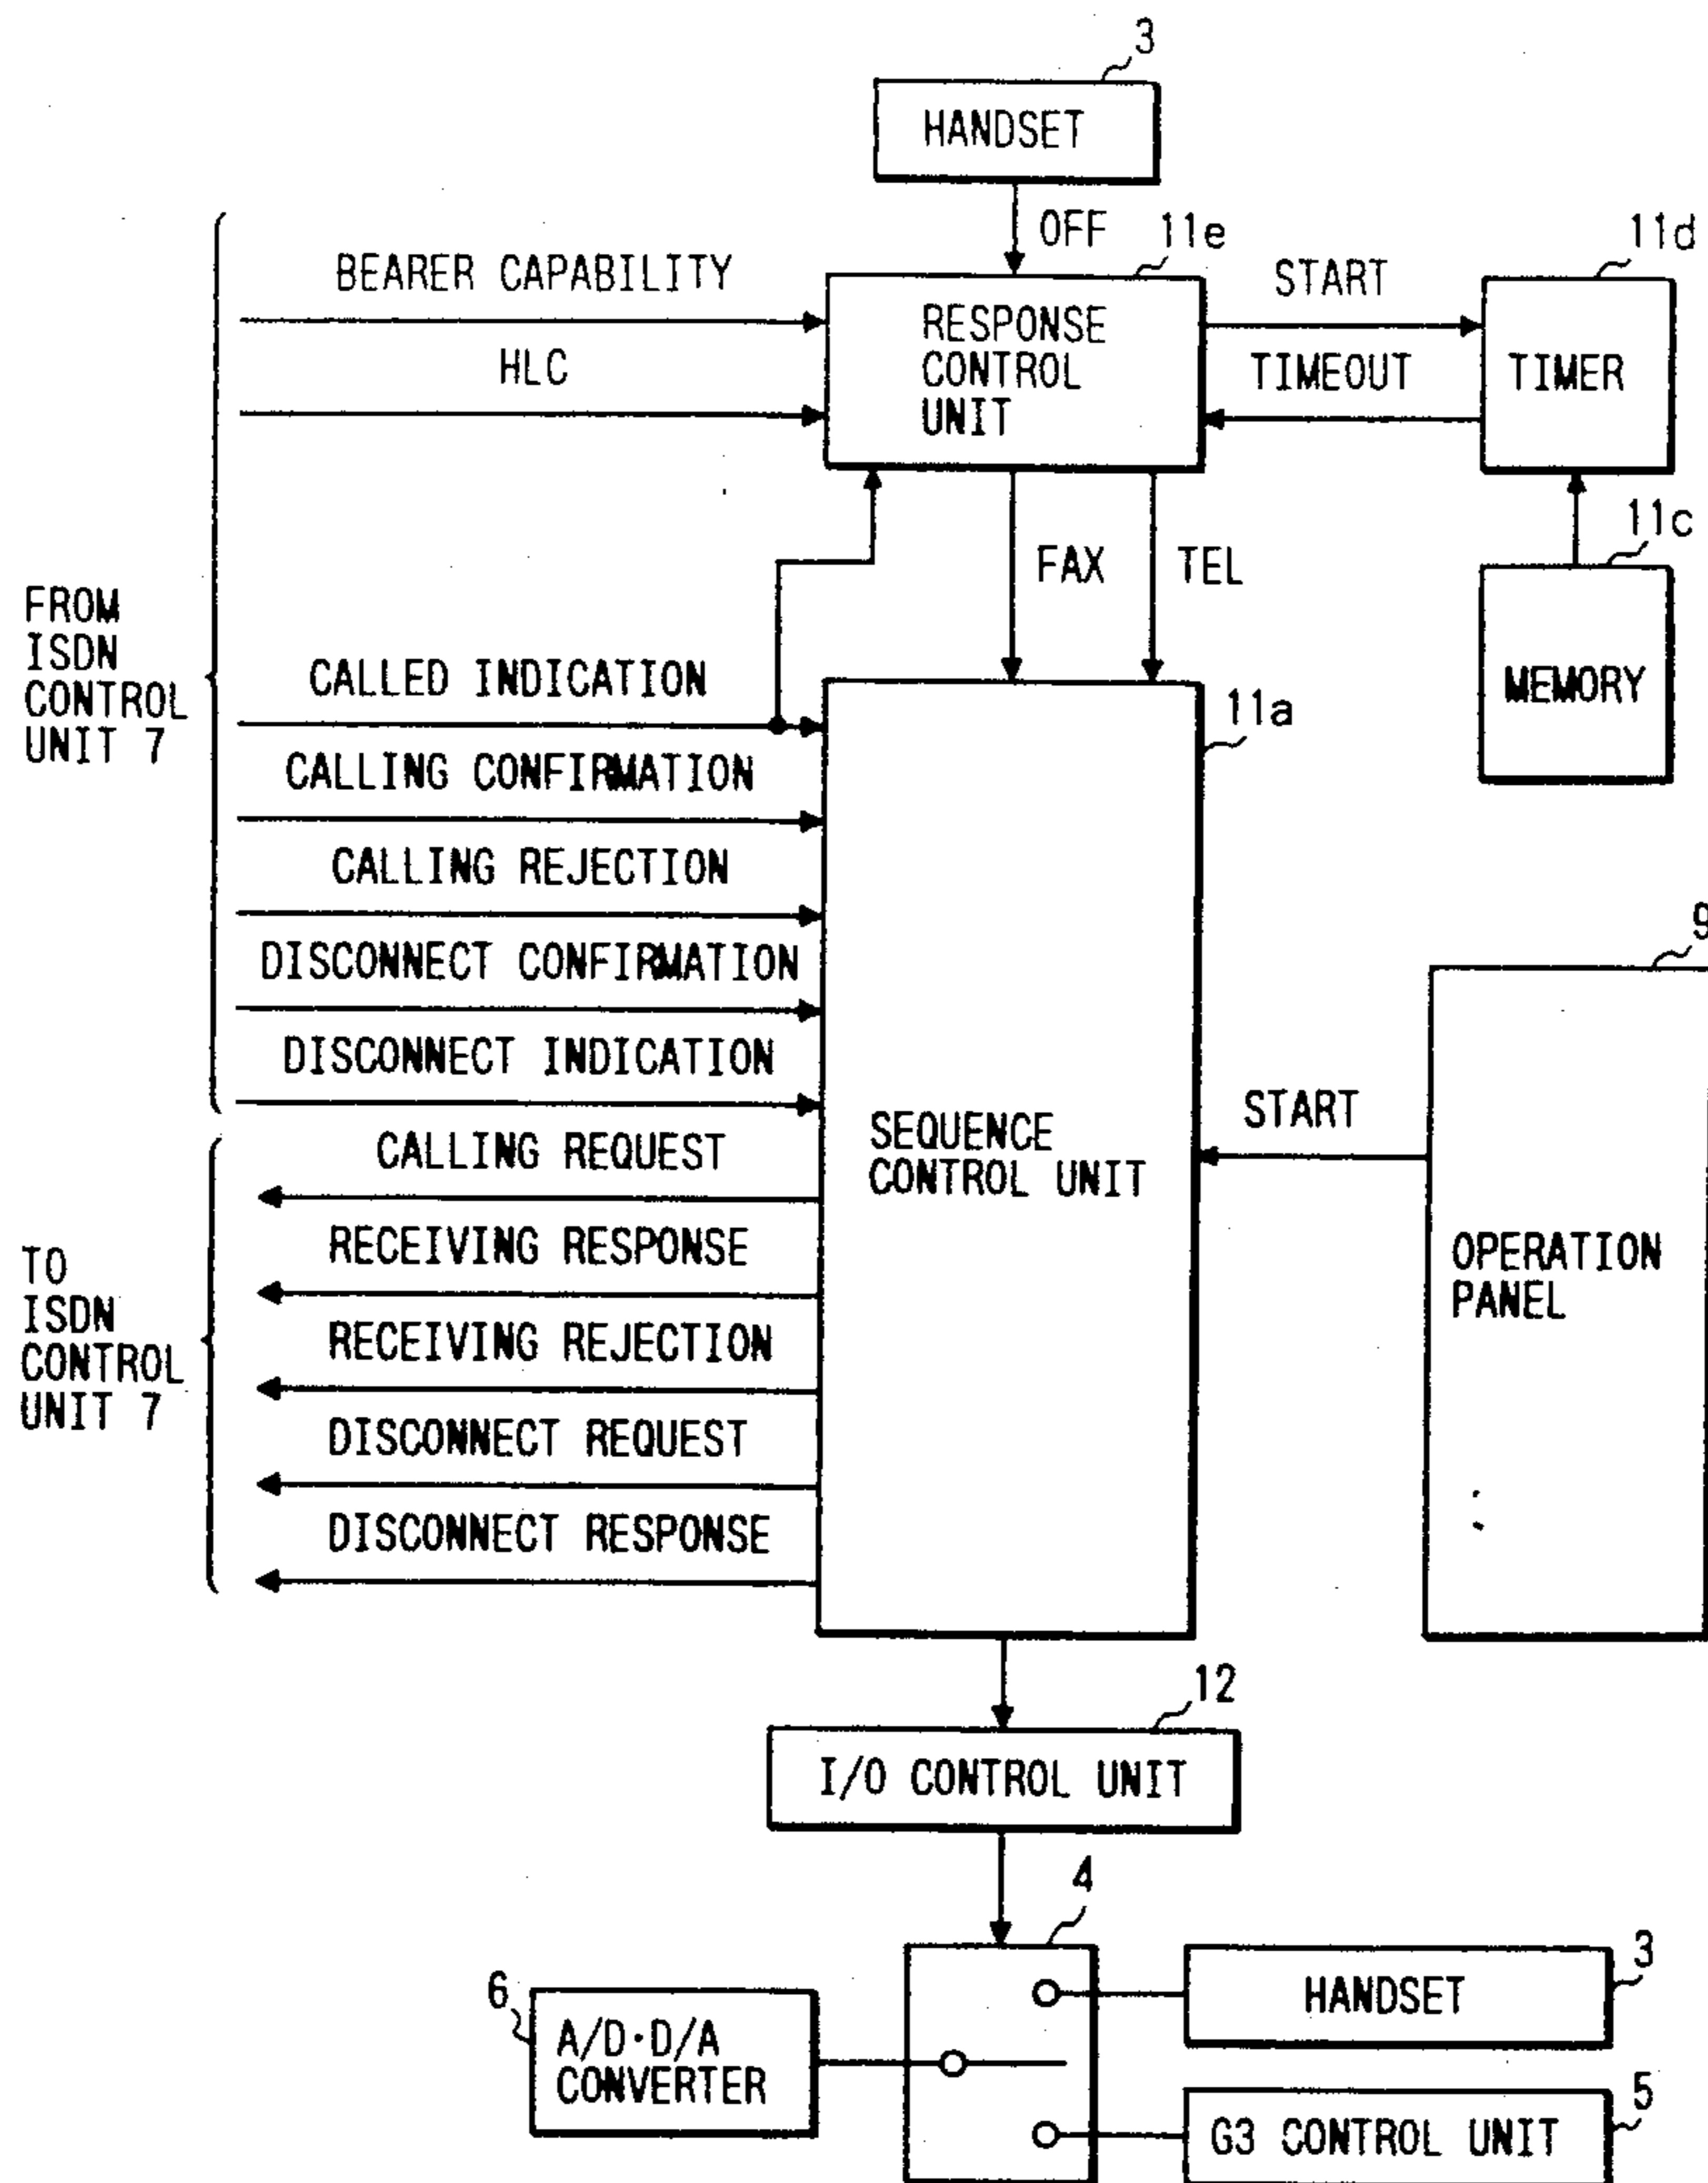 3
HANDSET
OFF
11e
11d
BEARER CAPABILITY
START
RESPONSE
CONTROL
UNIT
HLC
TIMEOUT
TIMER
11c
FAX
TEL
MEMORY
FROM
ISDN
CONTROL
UNIT 7
CALLED INDICATION
11a
CALLING CONFIRMATION
CALLING REJECTION
9
DISCONNECT CONFIRMATION
DISCONNECT INDICATION
START
SEQUENCE
CONTROL UNIT
CALLING REQUEST
TO
ISDN
CONTROL
UNIT 7
RECEIVING RESPONSE
OPERATION
PANEL
RECEIVING REJECTION
DISCONNECT REQUEST
DISCONNECT RESPONSE
12
I/O CONTROL UNIT
4
6
A/D·D/A
CONVERTER
HANDSET
3
G3 CONTROL UNIT
5